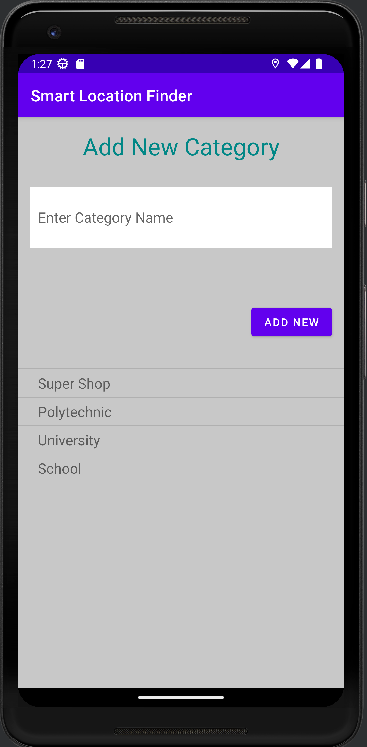 1:27
Smart Location Finder
Add New Category
Enter Category Name
ADD NEW
Super Shop
Polytechnic
University
School